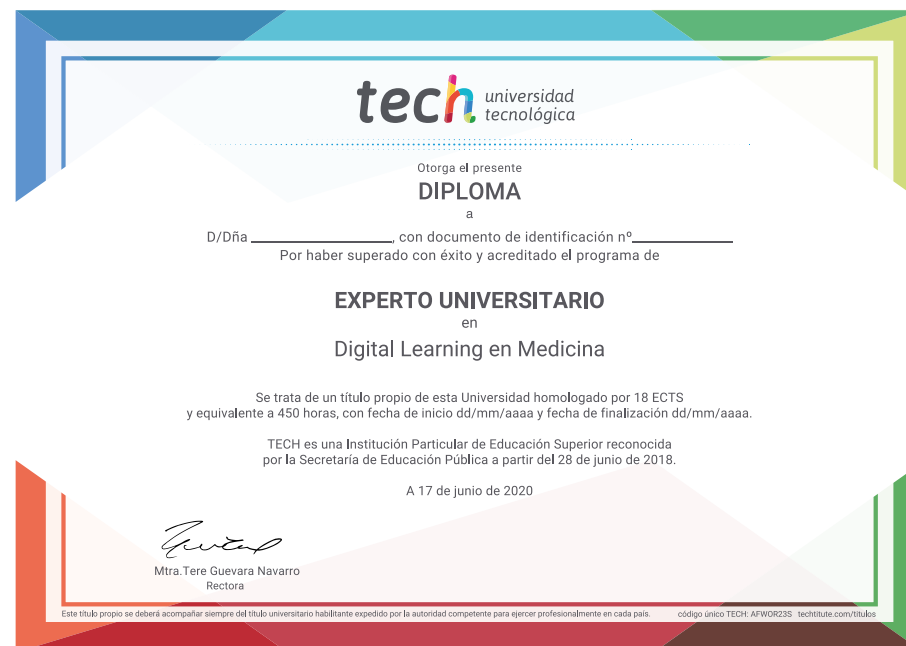 tech universidad
tecnológica
Otorga el presente
DIPLOMA
a
D/Dña ____________________, con documento de identificación nº______________
Por haber superado con éxito y acreditado el programa de
EXPERTO UNIVERSITARIO
en
Digital Learning en Medicina
Se trata de un título propio de esta Universidad homologado por 18 ECTS
y equivalente a 450 horas, con fecha de inicio dd/mm/aaaa y fecha de finalización dd/mm/aaaa.
TECH es una Institución Particular de Educación Superior reconocida
por la Secretaría de Educación Pública a partir del 28 de junio de 2018.
A 17 de junio de 2020
Mtra.Tere Guevara Navarro
Rectora
Este título propio se deberá acompañar siempre del título universitario habilitante expedido por la autoridad competente para ejercer profesionalmente en cada país. código único TECH: AFWOR23S techtitute.com/titulos